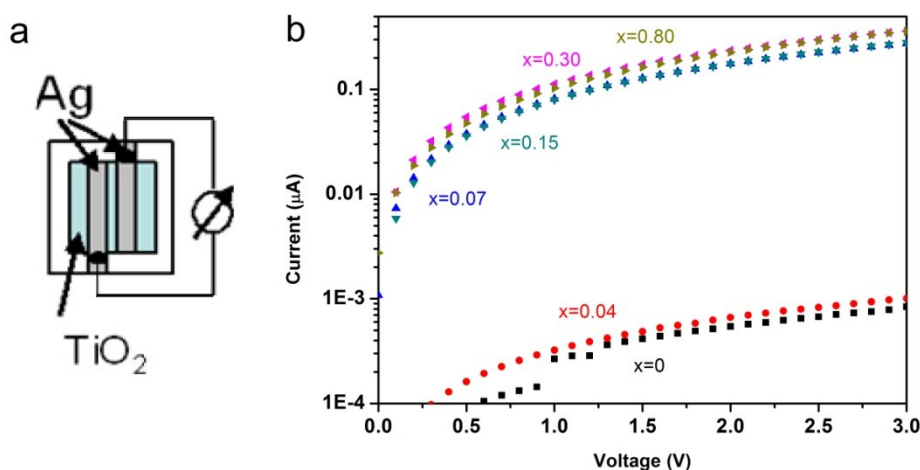 a
Ag
TiO2
b
x=0.80
x=0.30
x=0.15
x=0.07
x=0.04
x=0
Current (μA)
0.1
0.01
1E-3
1E-4
0.0 0.5 1.0 1.5 2.0 2.5 3.0
Voltage (V)